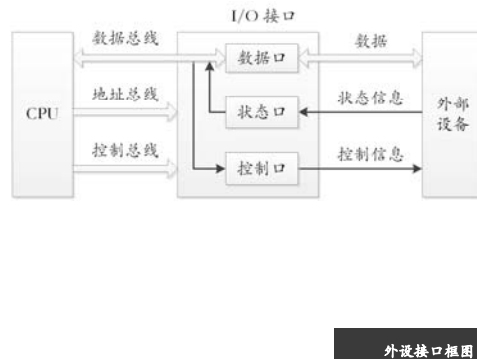 I/O 接口
数据总线
数据口
数据
CPU
地址总线
状态口
状态信息
外部
设备
控制总线
控制口
控制信息
外设接口框图